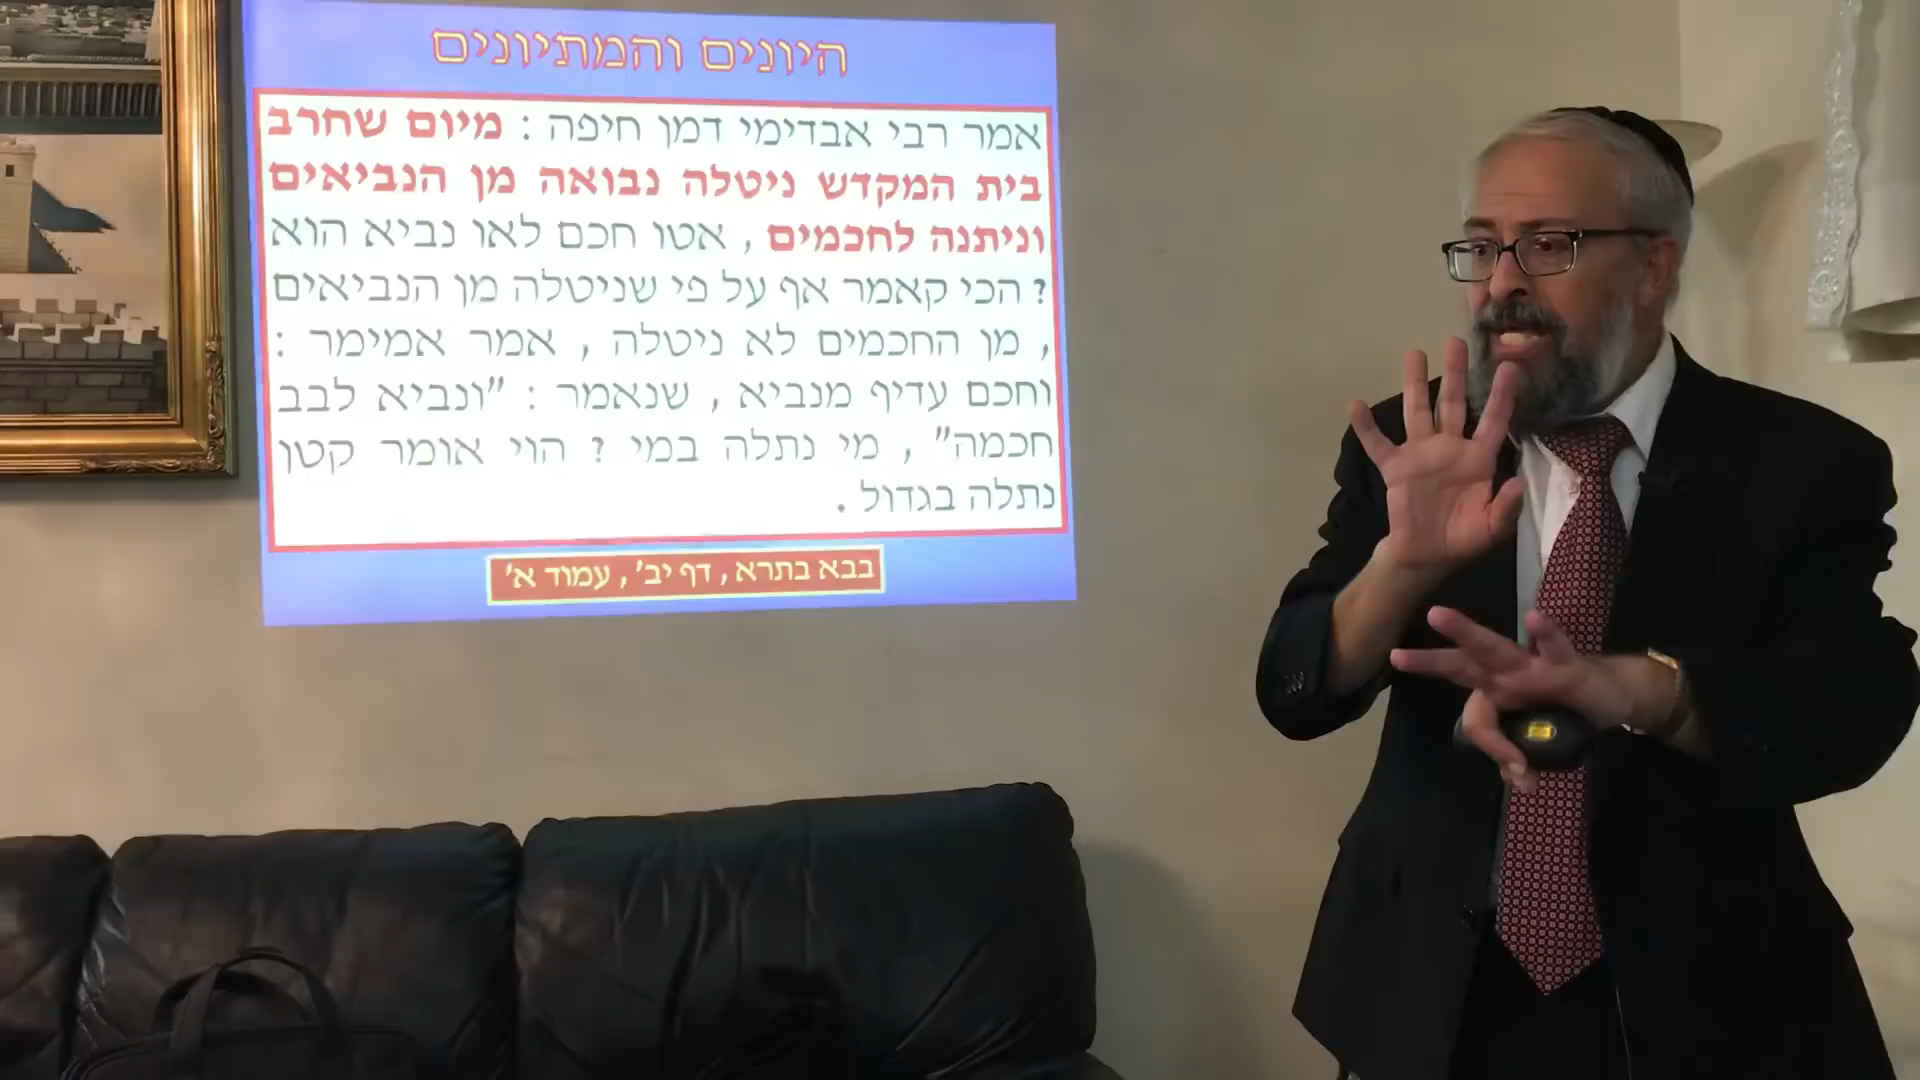 היונים והמתיונים
אמר רבי אבדימי דמן חיפה : מיום שחרב
בית המקדש ניטלה נבואה מן הנביאים
וניתנה לחכמים , אטו חכם לאו נביא הוא
? הכי קאמר אף על פי שניטלה מן הנביאים
, מן החכמים לא ניטלה , אמר אמימר :
וחכם עדיף מנביא , שנאמר : "ונביא לבב
חכמה" , מי נתלה במי ? הוי אומר קטן
נתלה בגדול .
בבא בתרא , דף יב' , עמוד א'